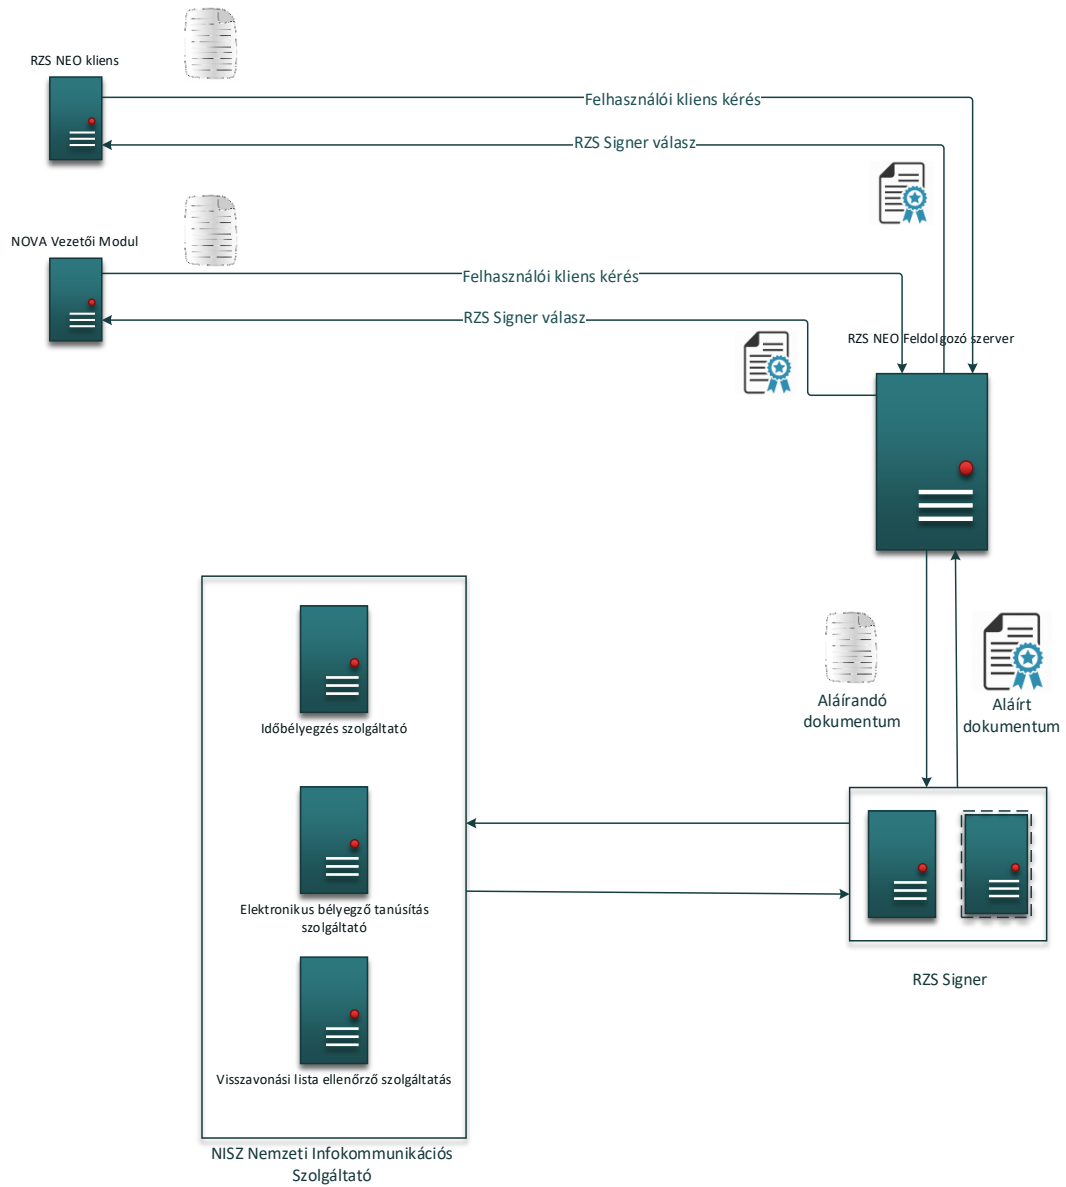 RZS NEO kliens
Felhasználói kliens kérés
RZS Signer válasz
NOVA Vezetői Modul
Felhasználói kliens kérés
RZS Signer válasz
RZS NEO Feldolgozó szerver
Aláírandó
dokumentum
Aláírt
dokumentum
Időbélyegzés szolgáltató
Elektronikus bélyegző tanúsítás
szolgáltató
Visszavonási lista ellenőrző szolgáltatás
RZS Signer
NISZ Nemzeti Infokommunikációs
Szolgáltató